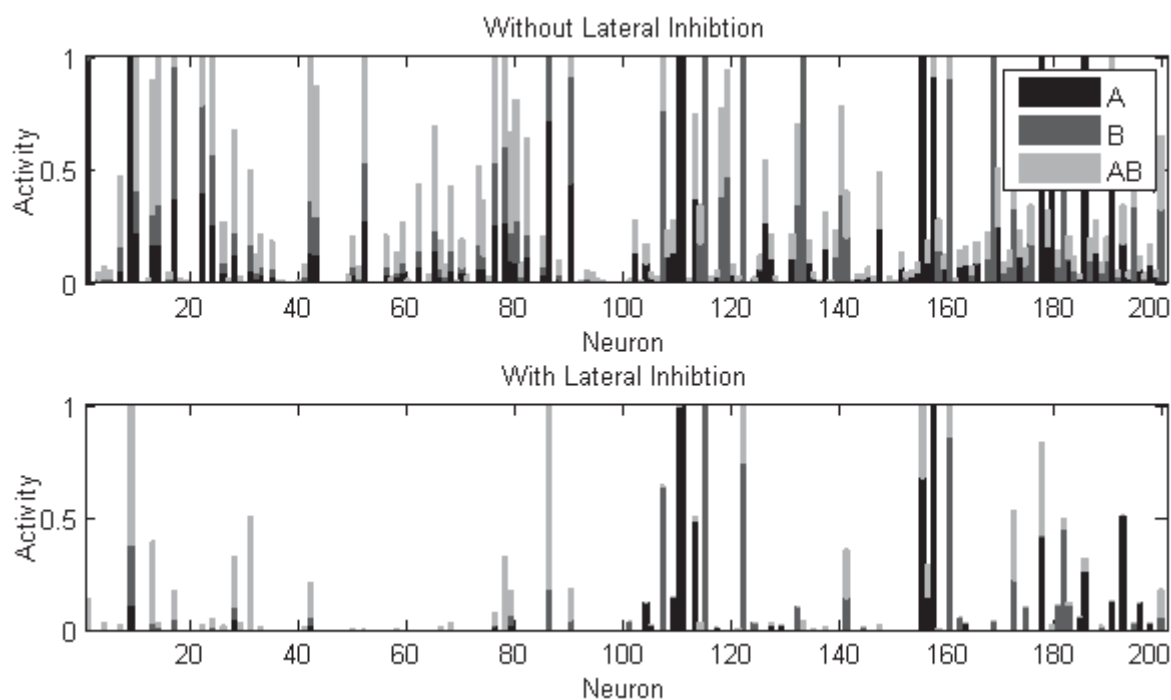 Without Lateral Inhibtion
1
0.5
0
Activity
A
B
AB
20 40 60 80 100 120 140 160 180 200
Neuron
With Lateral Inhibtion
1
0.5
0
Activity
20 40 60 80 100 120 140 160 180 200
Neuron